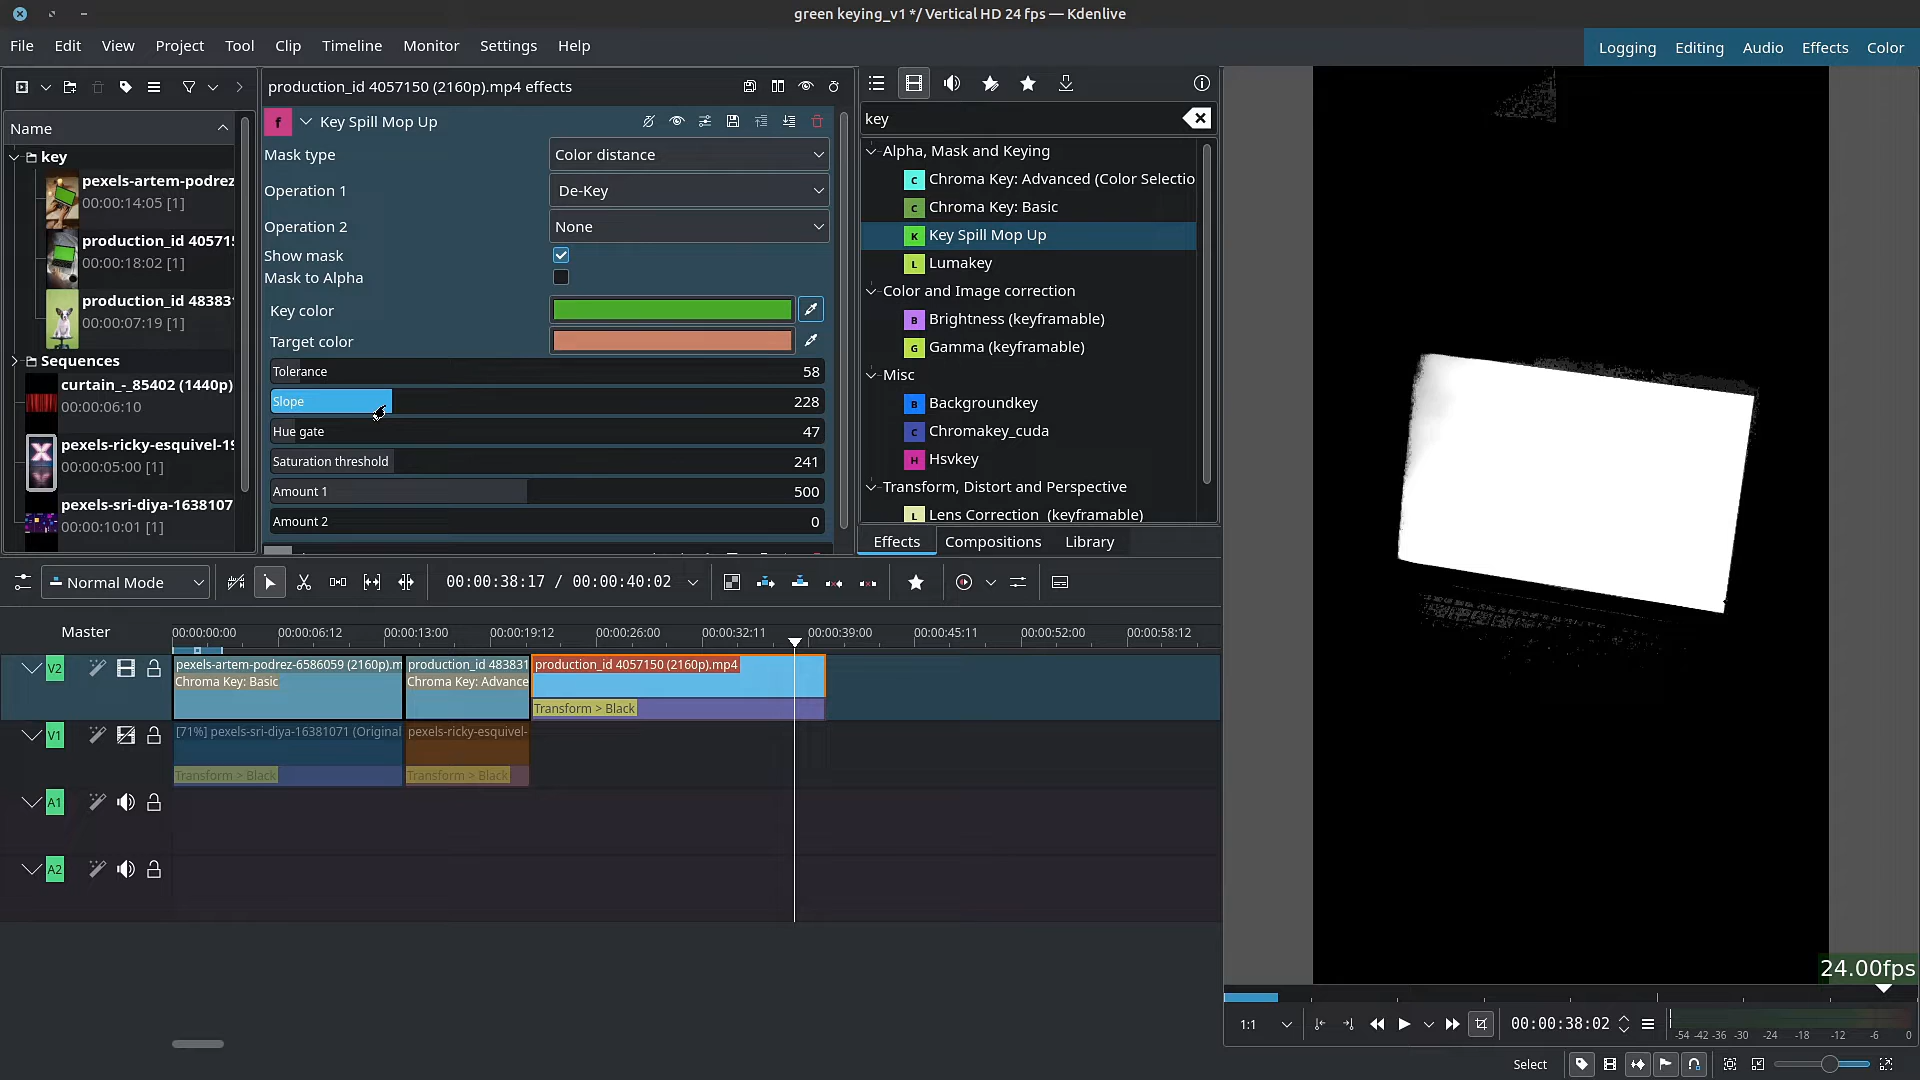 green keying_v1 */ Vertical HD 24 fps — Kdenlive
File Edit View Project Tool Clip Timeline Monitor Settings Help
Logging Editing Audio Effects Color
Name
key
pexels-artem-podrez
00:00:14:05 [1]
production_id 40571
00:00:18:02 [1]
production_id 48383
00:00:07:19 [1]
Sequences
curtain_-_85402 (1440p)
00:00:06:10
pexels-ricky-esquivel-19
00:00:05:00 [1]
pexels-sri-diya-1638107
00:00:10:01 [1]
production_id 4057150 (2160p).mp4 effects
f Key Spill Mop Up
Mask type Color distance
Operation 1 De-Key
Operation 2 None
Show mask
Mask to Alpha
Key color
Target color
Tolerance 58
Slope 228
Hue gate 47
Saturation threshold 241
Amount 1 500
Amount 2 0
key
Alpha, Mask and Keying
C Chroma Key: Advanced (Color Selectio
C Chroma Key: Basic
K Key Spill Mop Up
L Lumakey
Color and Image correction
B Brightness (keyframable)
G Gamma (keyframable)
Misc
B Backgroundkey
C Chromakey_cuda
H Hsvkey
Transform, Distort and Perspective
L Lens Correction (keyframable)
Effects Compositions Library
Normal Mode
00:00:38:17 / 00:00:40:02
Master
00:00:00:00 00:00:06:12 00:00:13:00 00:00:19:12 00:00:26:00 00:00:32:11 00:00:39:00 00:00:45:11 00:00:52:00 00:00:58:12
V2
pexels-artem-podrez-6586059 (2160p).m
Chroma Key: Basic
production_id 483831
Chroma Key: Advance
production_id 4057150 (2160p).mp4
Transform > Black
V1
[71%] pexels-sri-diya-16381071 (Original
Transform > Black
pexels-ricky-esquivel-
Transform > Black
A1
A2
24.00fps
1:1
00:00:38:02
-54 -42 -36 -30 -24 -18 -12 -6 0
Select